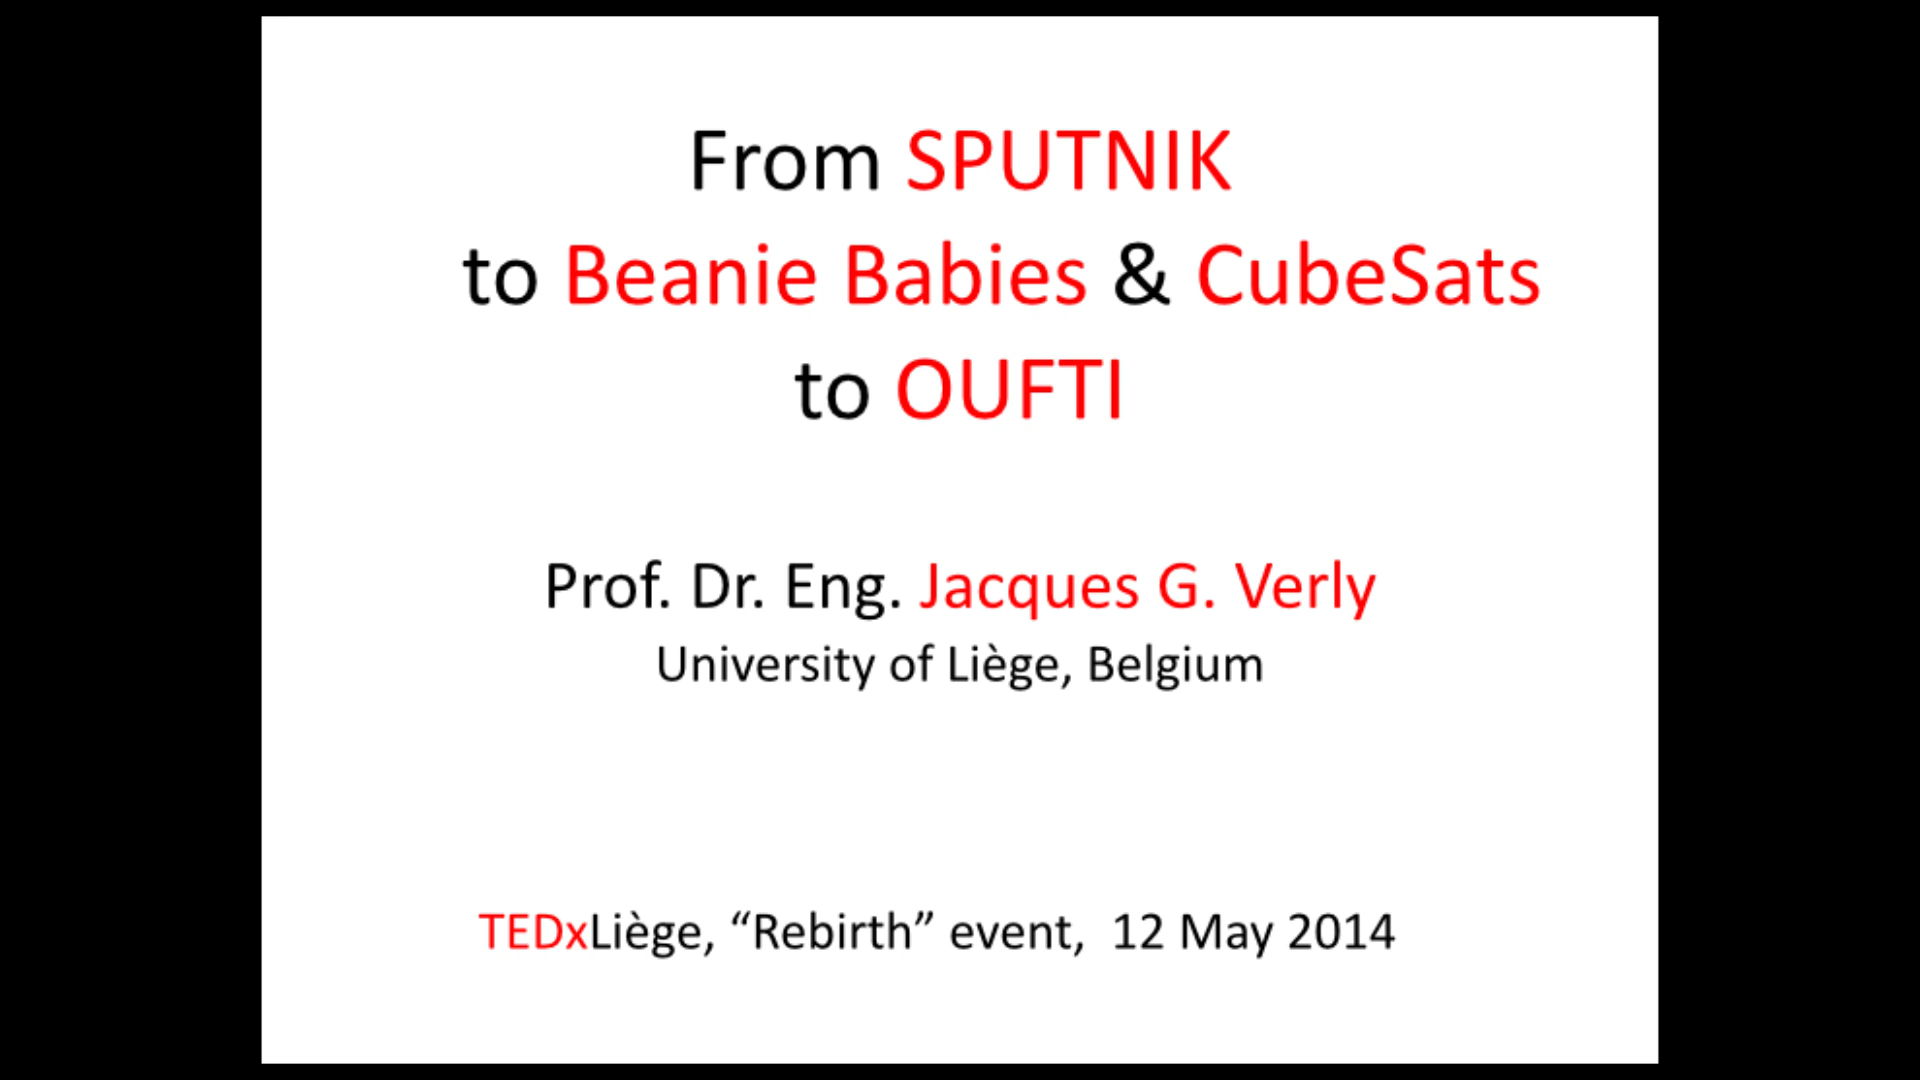 From SPUTNIK
to Beanie Babies & CubeSats
to OUFTI
Prof. Dr. Eng. Jacques G. Verly
University of Liège, Belgium
TEDxLiège, “Rebirth” event, 12 May 2014